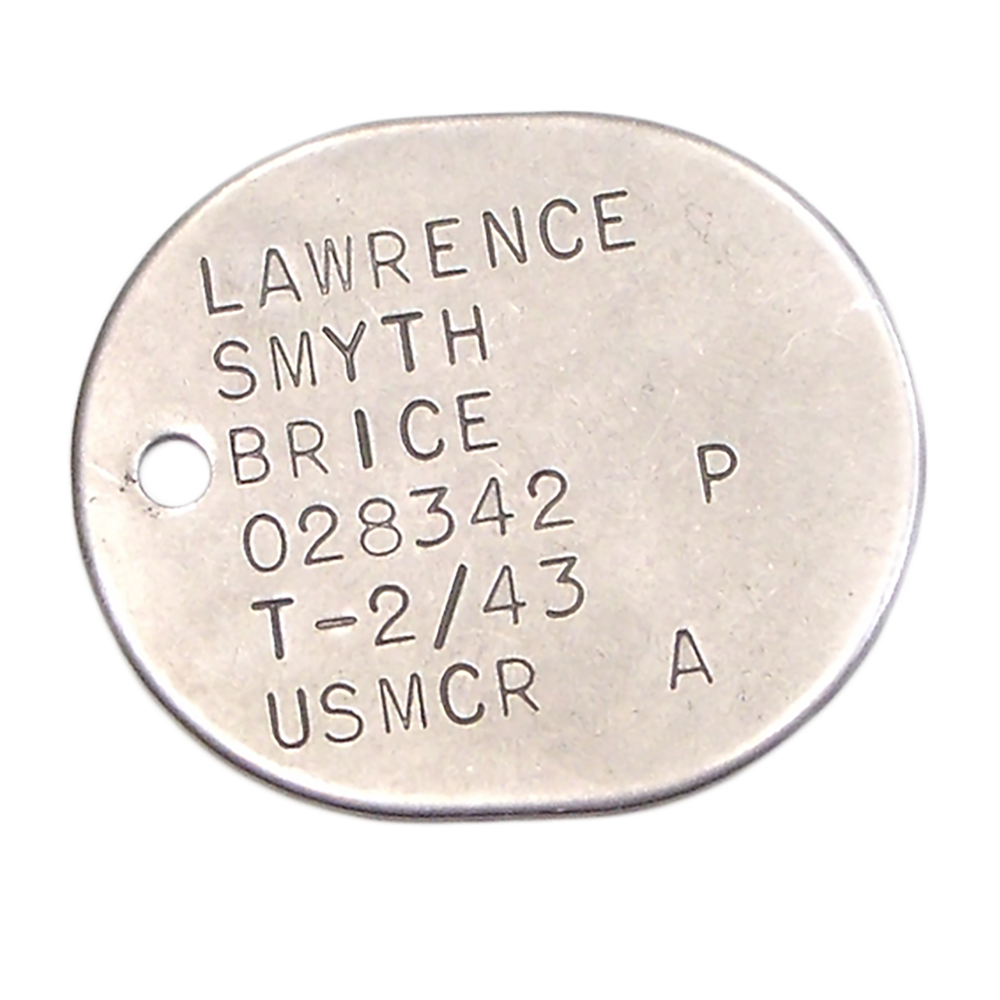 LAWRENCE
SMYTH
BRICE
028342 P
T-2/43
USMCR A